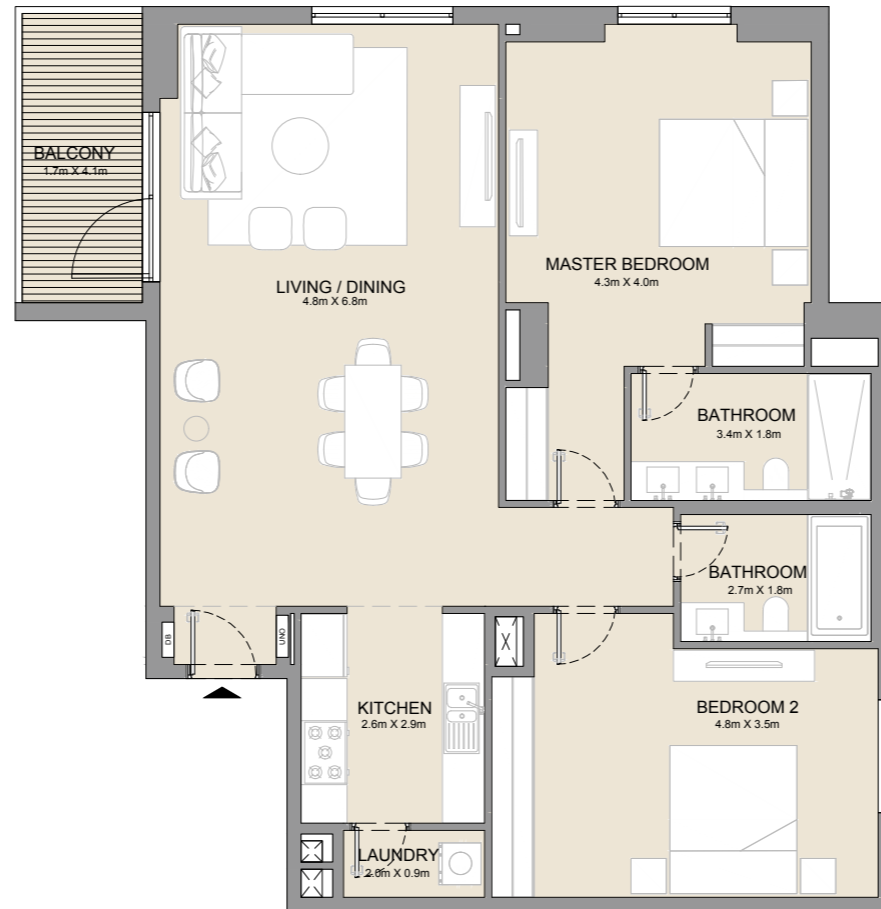 BALCONY
1.7m X 4.1m
LIVING / DINING
4.8m X 6.8m
MASTER BEDROOM
4.3m X 4.0m
BATHROOM
3.4m X 1.8m
BATHROOM
2.7m X 1.8m
DB
UNO
KITCHEN
2.6m X 2.9m
BEDROOM 2
4.8m X 3.5m
LAUNDRY
2.0m X 0.9m